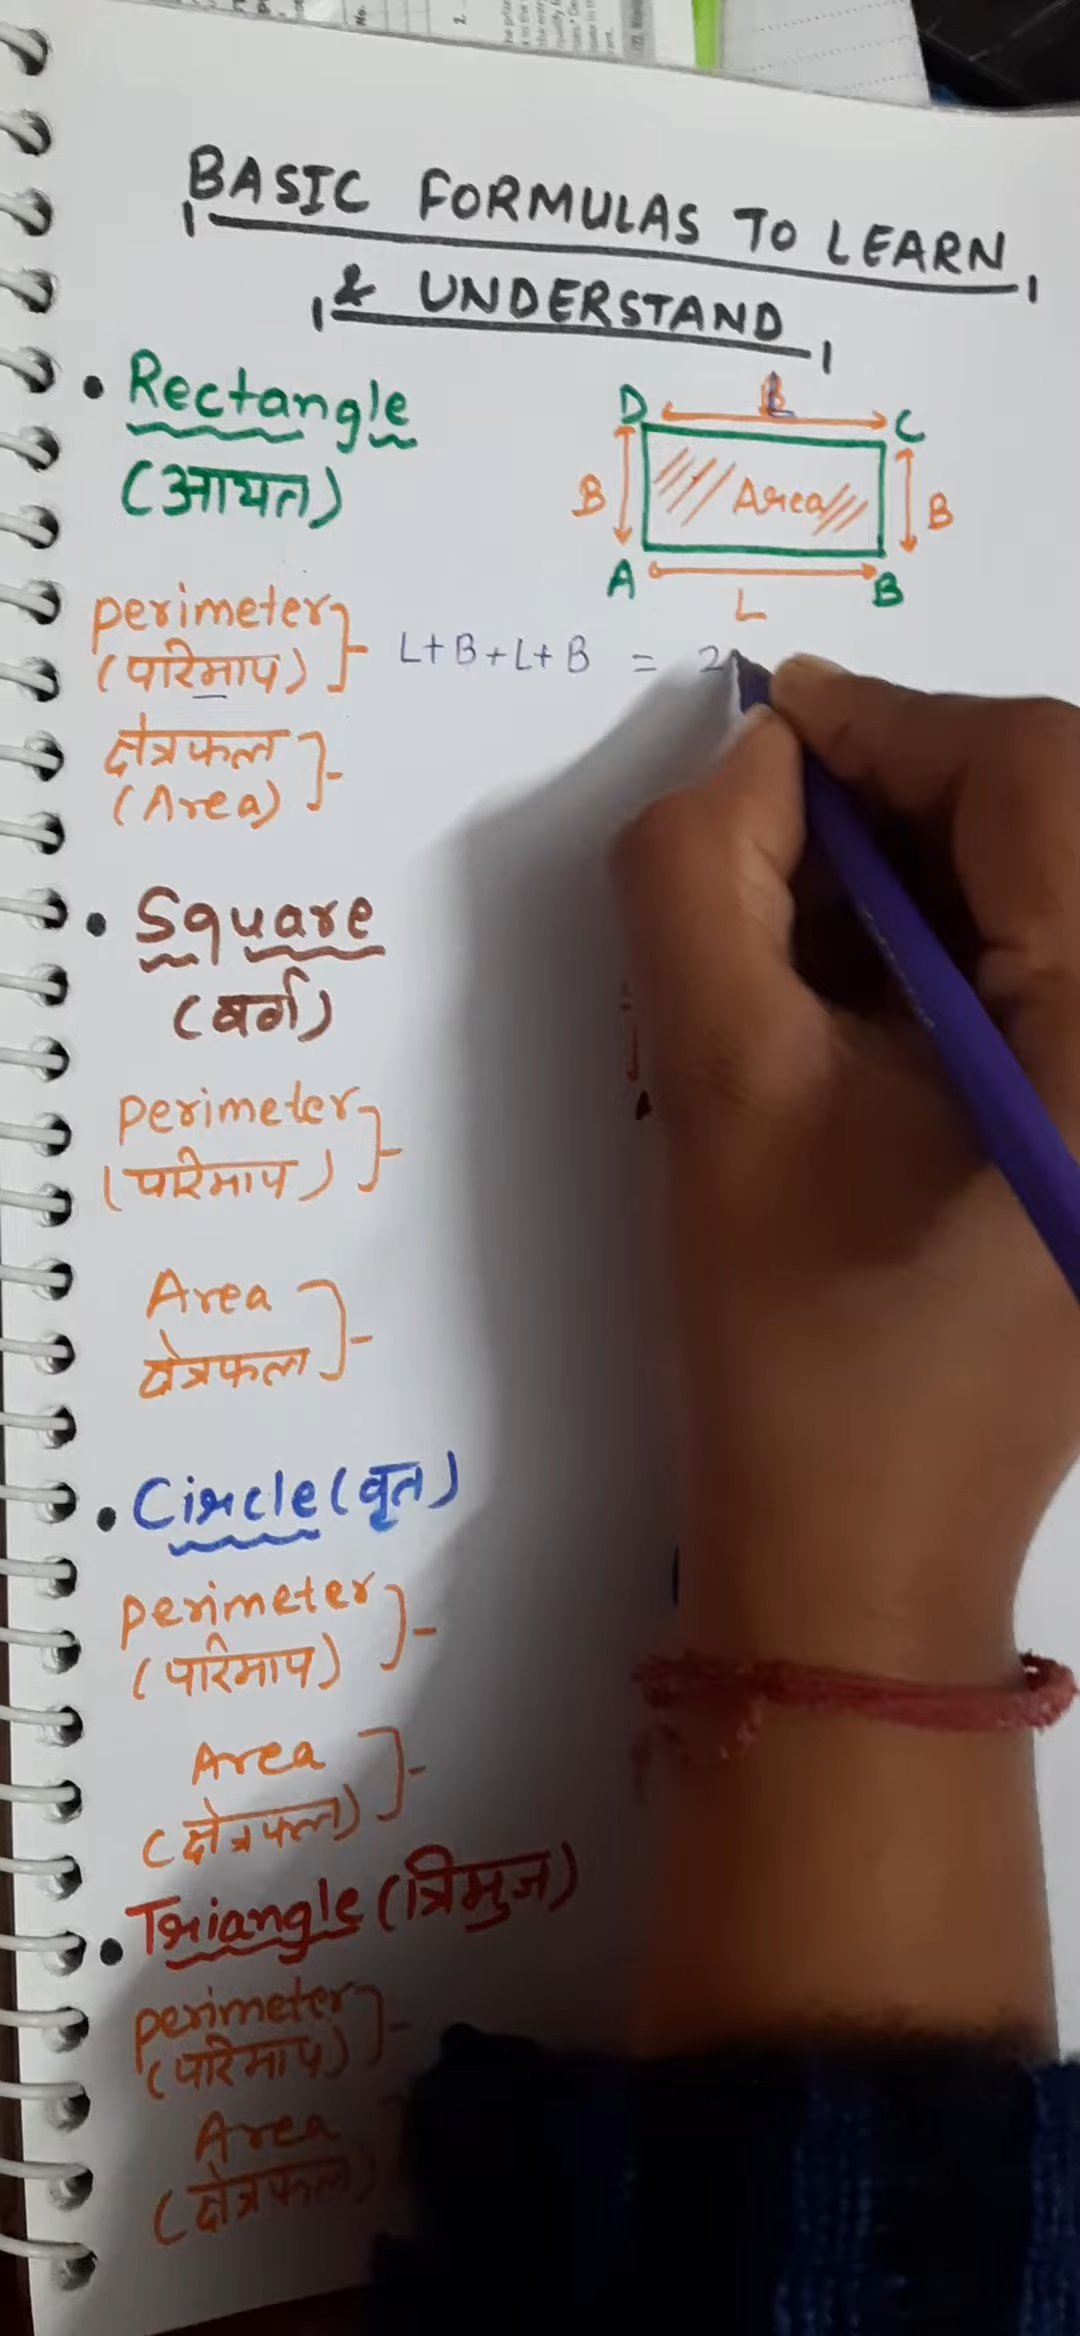 BASIC FORMULAS TO LEARN
& UNDERSTAND
• Rectangle
(आयत)
D L C
B Area B
A L B
perimeter
(परिमाप) } - L+B+L+B = 2
क्षेत्रफल
(Area) } -
• Square
(वर्ग)
perimeter
(परिमाप) } -
Area
क्षेत्रफल } -
• Circle (वृत)
perimeter
(परिमाप) } -
Area
(क्षेत्रफल) } -
• Triangle (त्रिभुज)
perimeter
(परिमाप) } -
Area
(क्षेत्रफल)